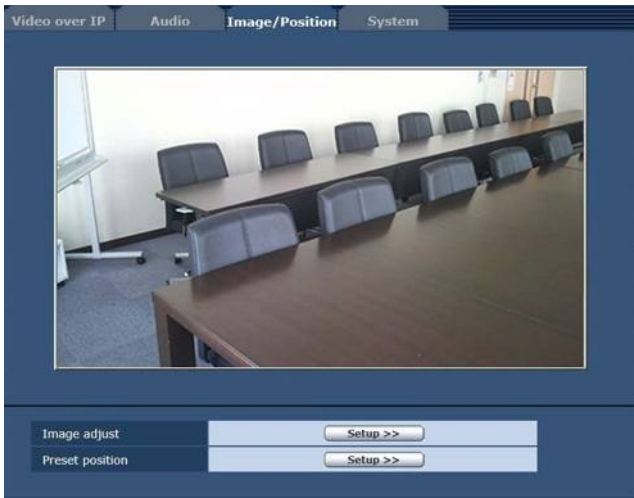 Video over IP Audio Image/Position System
Image adjust Setup >>
Preset position Setup >>